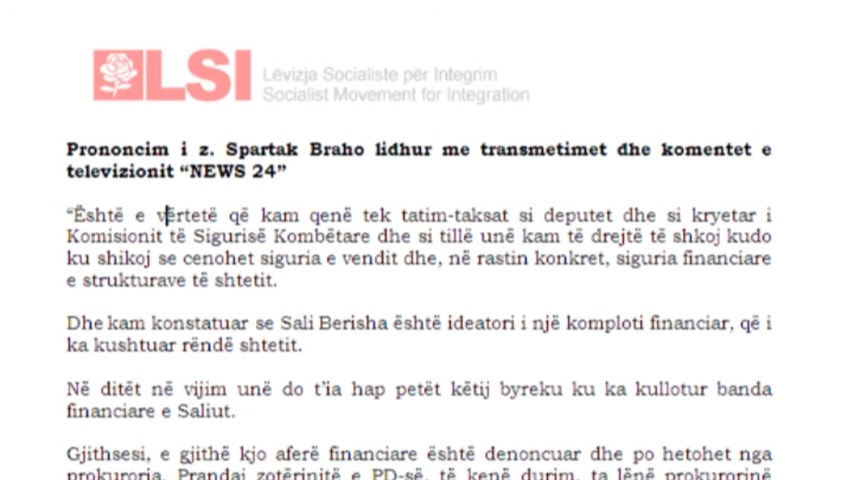 LSI
Lëvizja Socialiste për Integrim
Socialist Movement for Integration
Prononcim i z. Spartak Braho lidhur me transmetimet dhe komentet e
televizionit “NEWS 24”
“Është e vërtetë që kam qenë tek tatim-taksat si deputet dhe si kryetar i
Komisionit të Sigurisë Kombëtare dhe si tillë unë kam të drejtë të shkoj kudo
ku shikoj se cenohet siguria e vendit dhe, në rastin konkret, siguria financiare
e strukturave të shtetit.
Dhe kam konstatuar se Sali Berisha është ideatori i një komploti financiar, që i
ka kushtuar rëndë shtetit.
Në ditët në vijim unë do t’ia hap petët këtij byreku ku ka kullotur banda
financiare e Saliut.
Gjithsesi, e gjithë kjo aferë financiare është denoncuar dhe po hetohet nga
prokuroria. Prandaj zotërinjtë e PD-së, të kenë durim, ta lënë prokurorinë